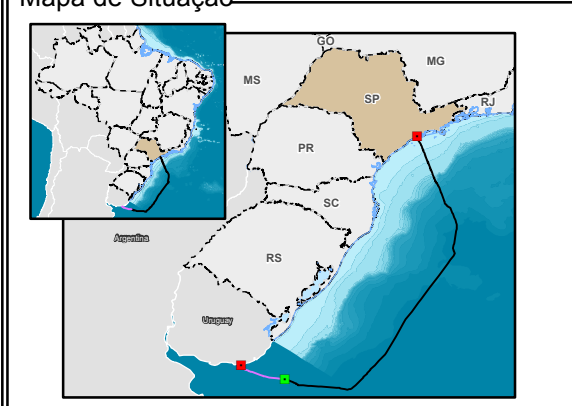 Mapa de Situação
GO
MG
MS
SP
RJ
PR
SC
Argentina
RS
Uruguay